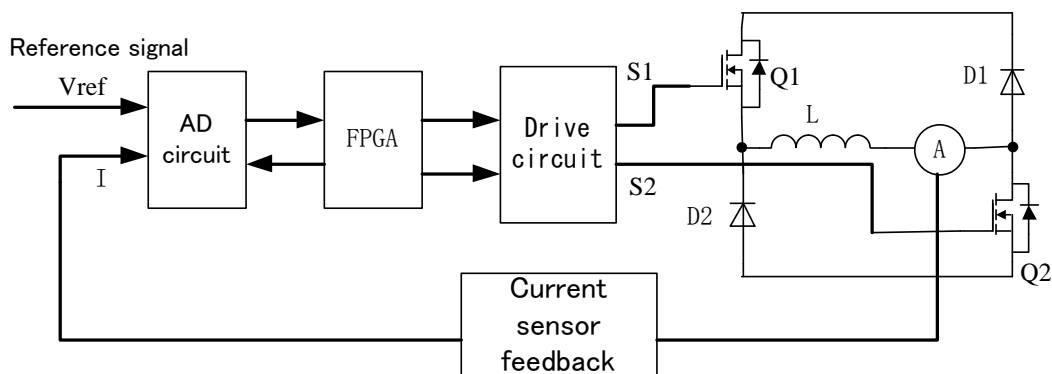 Reference signal
Vref
I
AD
circuit
FPGA
Drive
circuit
S1
S2
Q1
D1
L
A
D2
Q2
Current
sensor
feedback